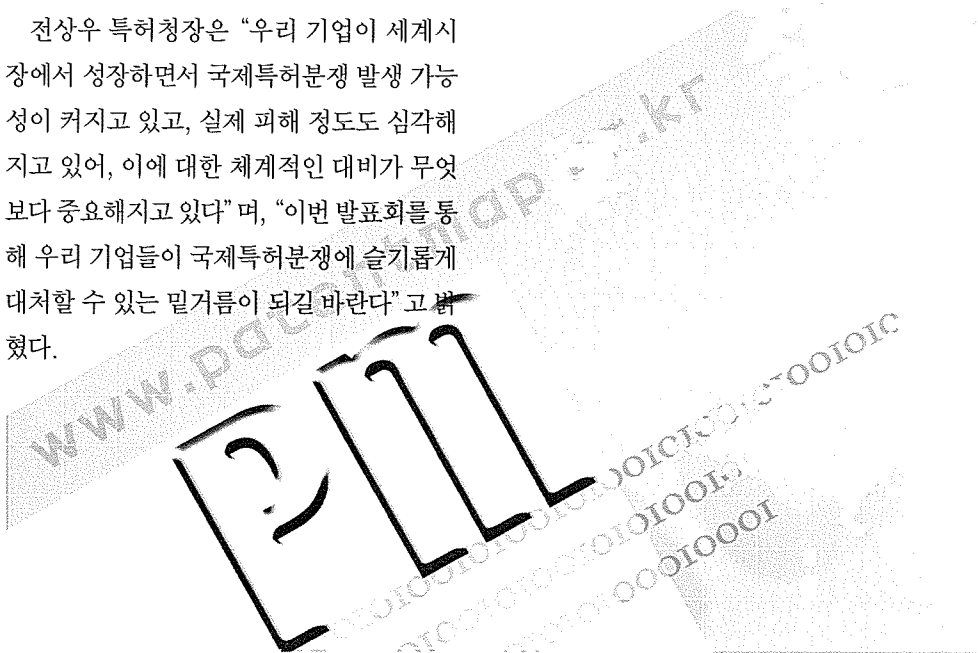 전상우 특허청장은 “우리 기업이 세계시
장에서 성장하면서 국제특허분쟁 발생 가능
성이 커지고 있고, 실제 피해 정도도 심각해
지고 있어, 이에 대한 체계적인 대비가 무엇
보다 중요해지고 있다” 며, “이번 발표회를 통
해 우리 기업들이 국제특허분쟁에 슬기롭게
대처할 수 있는 밑거름이 되길 바란다” 고 밝
혔다.
www.patentmap.or.kr